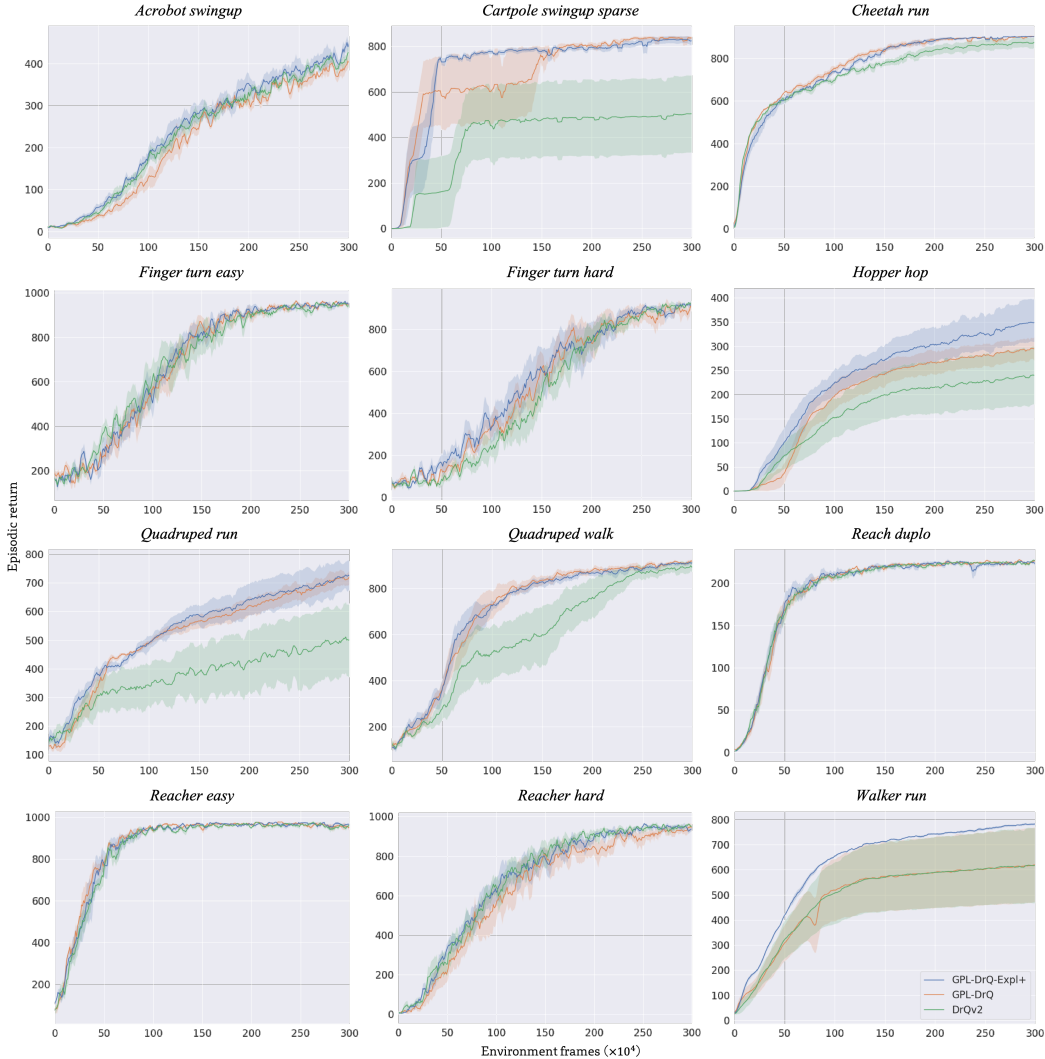 Acrobot swingup
Cartpole swingup sparse
Cheetah run
400
300
200
100
0
0 50 100 150 200 250 300
800
600
400
200
0
0 50 100 150 200 250 300
800
600
400
200
0
0 50 100 150 200 250 300
Finger turn easy
Finger turn hard
Hopper hop
1000
800
600
400
200
0 50 100 150 200 250 300
800
600
400
200
0
0 50 100 150 200 250 300
400
350
300
250
200
150
100
50
0
0 50 100 150 200 250 300
Episodic return
Quadruped run
Quadruped walk
Reach duplo
800
700
600
500
400
300
200
100
0 50 100 150 200 250 300
800
600
400
200
0 50 100 150 200 250 300
200
150
100
50
0
0 50 100 150 200 250 300
Reacher easy
Reacher hard
Walker run
1000
800
600
400
200
0 50 100 150 200 250 300
1000
800
600
400
200
0
0 50 100 150 200 250 300
800
700
600
500
400
300
200
100
0
0 50 100 150 200 250 300
GPL-DrQ-Expl+
GPL-DrQ
DrQv2
Environment frames (×10⁴)